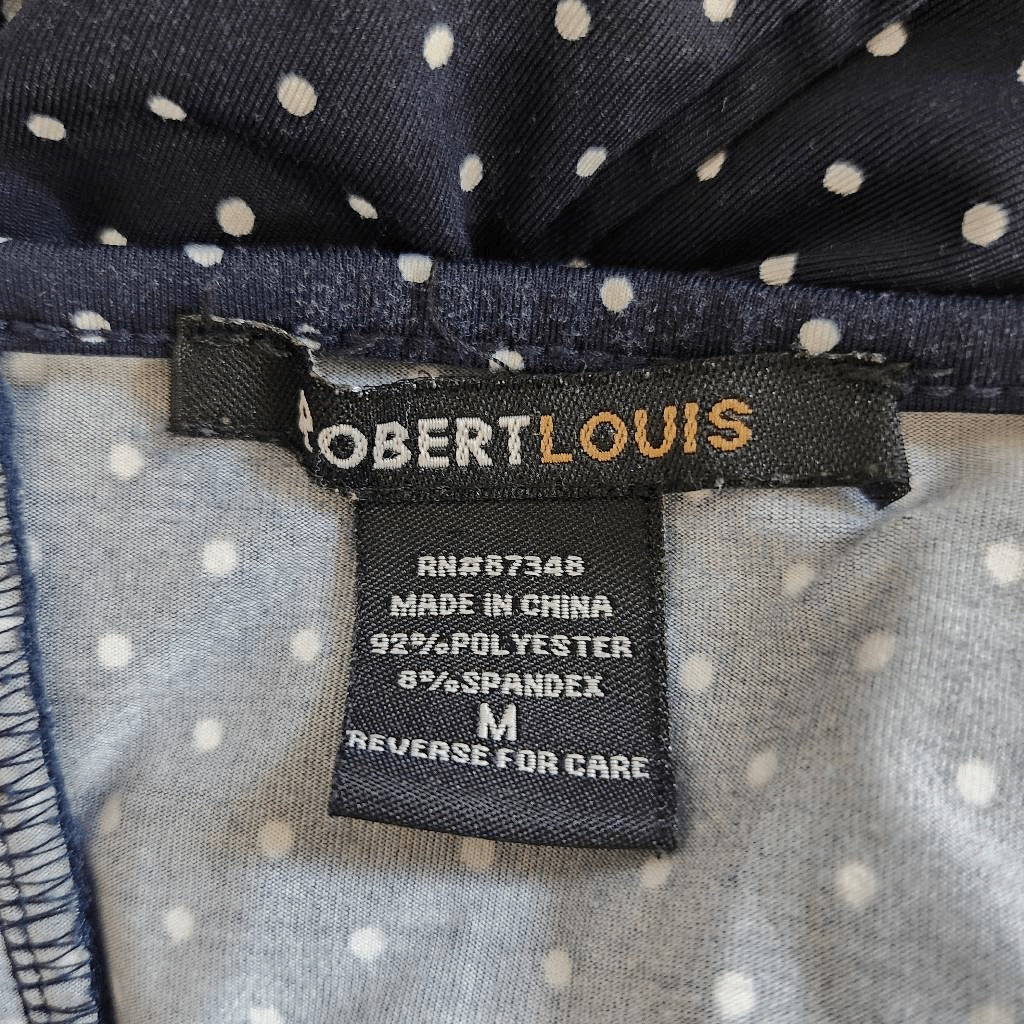 ROBERTLOUIS
RN#87348
MADE IN CHINA
92%POLYESTER
8%SPANDEX
M
REVERSE FOR CARE